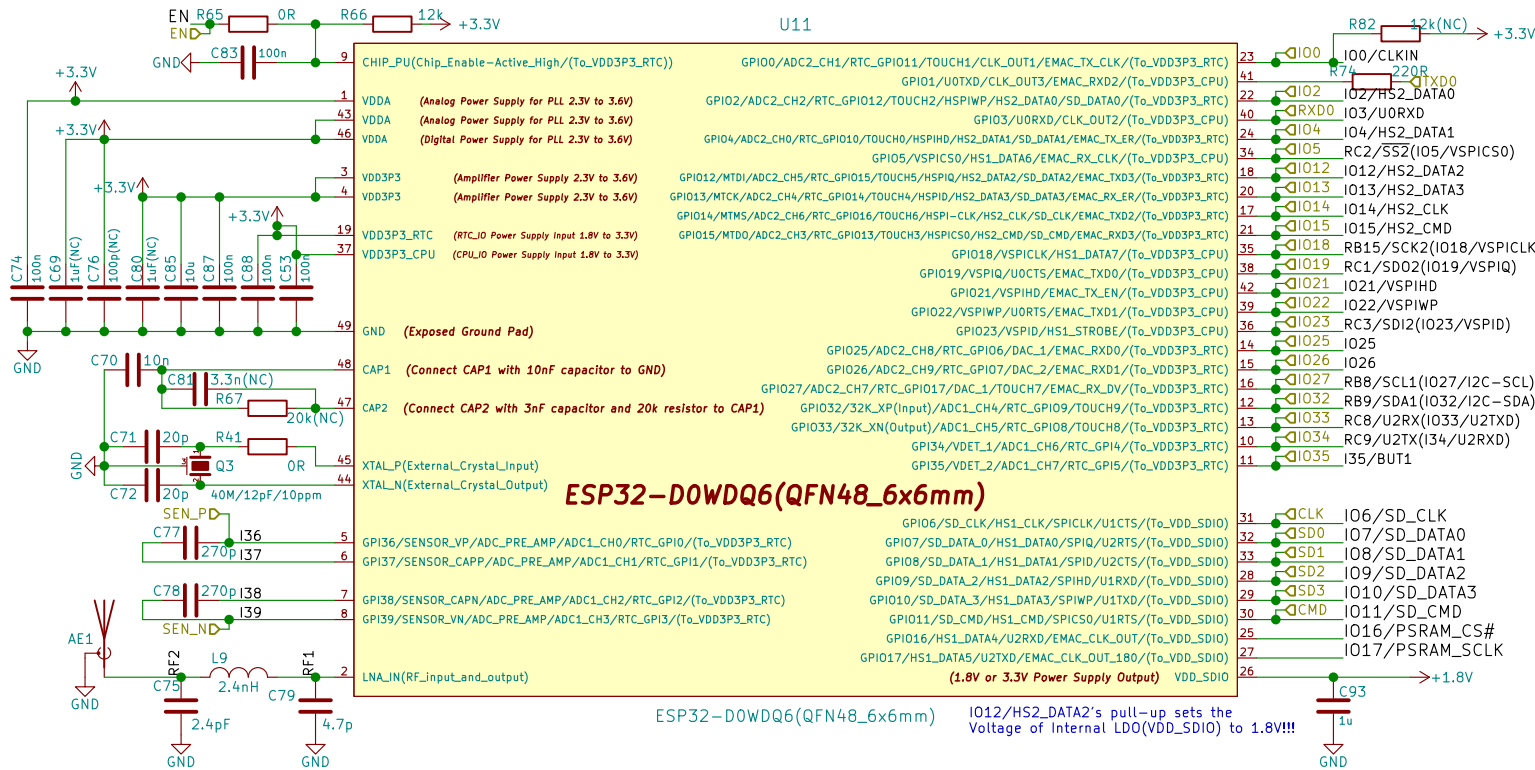 EN
EN
R65
0R
R66
12k
+3.3V
GND
C83
100n
9
CHIP_PU(Chip_Enable-Active_High/(To_VDD3P3_RTC))
U11
+3.3V
1
VDDA
(Analog Power Supply for PLL 2.3V to 3.6V)
+3.3V
43
VDDA
(Analog Power Supply for PLL 2.3V to 3.6V)
46
VDDA
(Digital Power Supply for PLL 2.3V to 3.6V)
+3.3V
3
VDD3P3
(Amplifier Power Supply 2.3V to 3.6V)
4
VDD3P3
(Amplifier Power Supply 2.3V to 3.6V)
+3.3V
19
VDD3P3_RTC
(RTC_IO Power Supply Input 1.8V to 3.3V)
37
VDD3P3_CPU
(CPU_IO Power Supply Input 1.8V to 3.3V)
C74
100n
C69
1uF(NC)
C76
100p(NC)
C80
1uF(NC)
C85
10u
C87
100n
C88
100n
C53
100n
GND
49
GND
(Exposed Ground Pad)
C70
10n
48
CAP1
(Connect CAP1 with 10nF capacitor to GND)
C81
3.3n(NC)
R67
20k(NC)
47
CAP2
(Connect CAP2 with 3nF capacitor and 20k resistor to CAP1)
C71
20p
R41
0R
GND
Q3
C72
20p
40M/12pF/10ppm
45
XTAL_P(External_Crystal_Input)
44
XTAL_N(External_Crystal_Output)
ESP32-D0WDQ6(QFN48_6x6mm)
SEN_P
C77
270p
I36
I37
5
GPI36/SENSOR_VP/ADC_PRE_AMP/ADC1_CH0/RTC_GPI0/(To_VDD3P3_RTC)
6
GPI37/SENSOR_CAPP/ADC_PRE_AMP/ADC1_CH1/RTC_GPI1/(To_VDD3P3_RTC)
C78
270p
I38
I39
SEN_N
7
GPI38/SENSOR_CAPN/ADC_PRE_AMP/ADC1_CH2/RTC_GPI2/(To_VDD3P3_RTC)
8
GPI39/SENSOR_VN/ADC_PRE_AMP/ADC1_CH3/RTC_GPI3/(To_VDD3P3_RTC)
AE1
GND
RF2
L9
2.4nH
RF1
C75
2.4pF
GND
C79
4.7p
GND
2
LNA_IN(RF_input_and_output)
R82
12k(NC)
+3.3V
GPIO0/ADC2_CH1/RTC_GPIO11/TOUCH1/CLK_OUT1/EMAC_TX_CLK/(To_VDD3P3_RTC)
23
IO0
IO0/CLKIN
GPIO1/U0TXD/CLK_OUT3/EMAC_RXD2/(To_VDD3P3_CPU)
41
R74
220R
TXD0
GPIO2/ADC2_CH2/RTC_GPIO12/TOUCH2/HSPIWP/HS2_DATA0/SD_DATA0/(To_VDD3P3_RTC)
22
IO2
IO2/HS2_DATA0
GPIO3/U0RXD/CLK_OUT2/(To_VDD3P3_CPU)
40
RXD0
IO3/U0RXD
GPIO4/ADC2_CH0/RTC_GPIO10/TOUCH0/HSPIHD/HS2_DATA1/SD_DATA1/EMAC_TX_ER/(To_VDD3P3_RTC)
24
IO4
IO4/HS2_DATA1
GPIO5/VSPICS0/HS1_DATA6/EMAC_RX_CLK/(To_VDD3P3_CPU)
34
IO5
RC2/SS2(IO5/VSPICS0)
GPIO12/MTDI/ADC2_CH5/RTC_GPIO15/TOUCH5/HSPIQ/HS2_DATA2/SD_DATA2/EMAC_TXD3/(To_VDD3P3_RTC)
18
IO12
IO12/HS2_DATA2
GPIO13/MTCK/ADC2_CH4/RTC_GPIO14/TOUCH4/HSPID/HS2_DATA3/SD_DATA3/EMAC_RX_ER/(To_VDD3P3_RTC)
20
IO13
IO13/HS2_DATA3
GPIO14/MTMS/ADC2_CH6/RTC_GPIO16/TOUCH6/HSPI-CLK/HS2_CLK/SD_CLK/EMAC_TXD2/(To_VDD3P3_RTC)
17
IO14
IO14/HS2_CLK
GPIO15/MTDO/ADC2_CH3/RTC_GPIO13/TOUCH3/HSPICS0/HS2_CMD/SD_CMD/EMAC_RXD3/(To_VDD3P3_RTC)
21
IO15
IO15/HS2_CMD
GPIO18/VSPICLK/HS1_DATA7/(To_VDD3P3_CPU)
35
IO18
RB15/SCK2(IO18/VSPICLK
GPIO19/VSPIQ/U0CTS/EMAC_TXD0/(To_VDD3P3_CPU)
38
IO19
RC1/SDO2(IO19/VSPIQ)
GPIO21/VSPIHD/EMAC_TX_EN/(To_VDD3P3_CPU)
42
IO21
IO21/VSPIHD
GPIO22/VSPIWP/U0RTS/EMAC_TXD1/(To_VDD3P3_CPU)
39
IO22
IO22/VSPIWP
GPIO23/VSPID/HS1_STROBE/(To_VDD3P3_CPU)
36
IO23
RC3/SDI2(IO23/VSPID)
GPIO25/ADC2_CH8/RTC_GPIO6/DAC_1/EMAC_RXD0/(To_VDD3P3_RTC)
14
IO25
IO25
GPIO26/ADC2_CH9/RTC_GPIO7/DAC_2/EMAC_RXD1/(To_VDD3P3_RTC)
15
IO26
IO26
GPIO27/ADC2_CH7/RTC_GPIO17/DAC_1/TOUCH7/EMAC_RX_DV/(To_VDD3P3_RTC)
16
IO27
RB8/SCL1(IO27/I2C-SCL)
GPIO32/32K_XP(Input)/ADC1_CH4/RTC_GPIO9/TOUCH9/(To_VDD3P3_RTC)
12
IO32
RB9/SDA1(IO32/I2C-SDA)
GPIO33/32K_XN(Output)/ADC1_CH5/RTC_GPIO8/TOUCH8/(To_VDD3P3_RTC)
13
IO33
RC8/U2RX(IO33/U2TXD)
GPI34/VDET_1/ADC1_CH6/RTC_GPI4/(To_VDD3P3_RTC)
10
IO34
RC9/U2TX(I34/U2RXD)
GPI35/VDET_2/ADC1_CH7/RTC_GPI5/(To_VDD3P3_RTC)
11
IO35
I35/BUT1
GPIO6/SD_CLK/HS1_CLK/SPICLK/U1CTS/(To_VDD_SDIO)
31
CLK
IO6/SD_CLK
GPIO7/SD_DATA_0/HS1_DATA0/SPIQ/U2RTS/(To_VDD_SDIO)
32
SD0
IO7/SD_DATA0
GPIO8/SD_DATA_1/HS1_DATA1/SPID/U2CTS/(To_VDD_SDIO)
33
SD1
IO8/SD_DATA1
GPIO9/SD_DATA_2/HS1_DATA2/SPIHD/U1RXD/(To_VDD_SDIO)
28
SD2
IO9/SD_DATA2
GPIO10/SD_DATA_3/HS1_DATA3/SPIWP/U1TXD/(To_VDD_SDIO)
29
SD3
IO10/SD_DATA3
GPIO11/SD_CMD/HS1_CMD/SPICS0/U1RTS/(To_VDD_SDIO)
30
CMD
IO11/SD_CMD
GPIO16/HS1_DATA4/U2RXD/EMAC_CLK_OUT/(To_VDD_SDIO)
25
IO16/PSRAM_CS#
GPIO17/HS1_DATA5/U2TXD/EMAC_CLK_OUT_180/(To_VDD_SDIO)
27
IO17/PSRAM_SCLK
(1.8V or 3.3V Power Supply Output)
VDD_SDIO
26
+1.8V
C93
1u
GND
ESP32-D0WDQ6(QFN48_6x6mm)
IO12/HS2_DATA2's pull-up sets the
Voltage of Internal LDO(VDD_SDIO) to 1.8V!!!